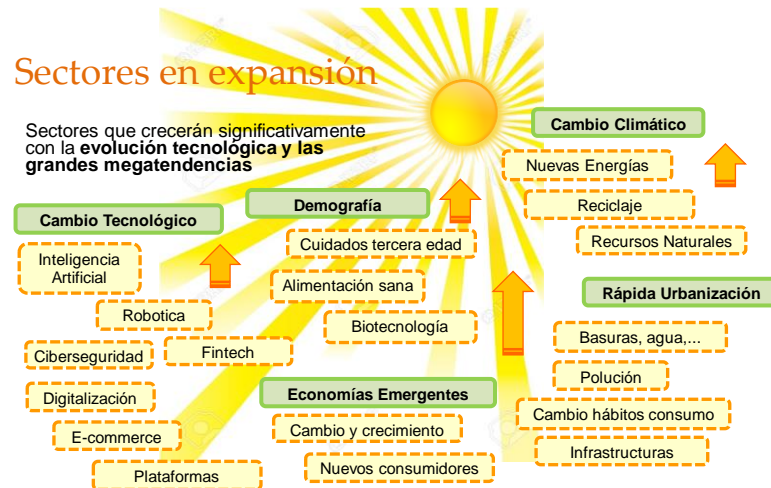 Sectores en expansión
Sectores que crecerán significativamente
con la evolución tecnológica y las
grandes megatendencias
Cambio Tecnológico
Inteligencia
Artificial
Robotica
Ciberseguridad
Fintech
Digitalización
E-commerce
Plataformas
Demografía
Cuidados tercera edad
Alimentación sana
Biotecnología
Economías Emergentes
Cambio y crecimiento
Nuevos consumidores
Cambio Climático
Nuevas Energías
Reciclaje
Recursos Naturales
Rápida Urbanización
Basuras, agua,...
Polución
Cambio hábitos consumo
Infrastructuras